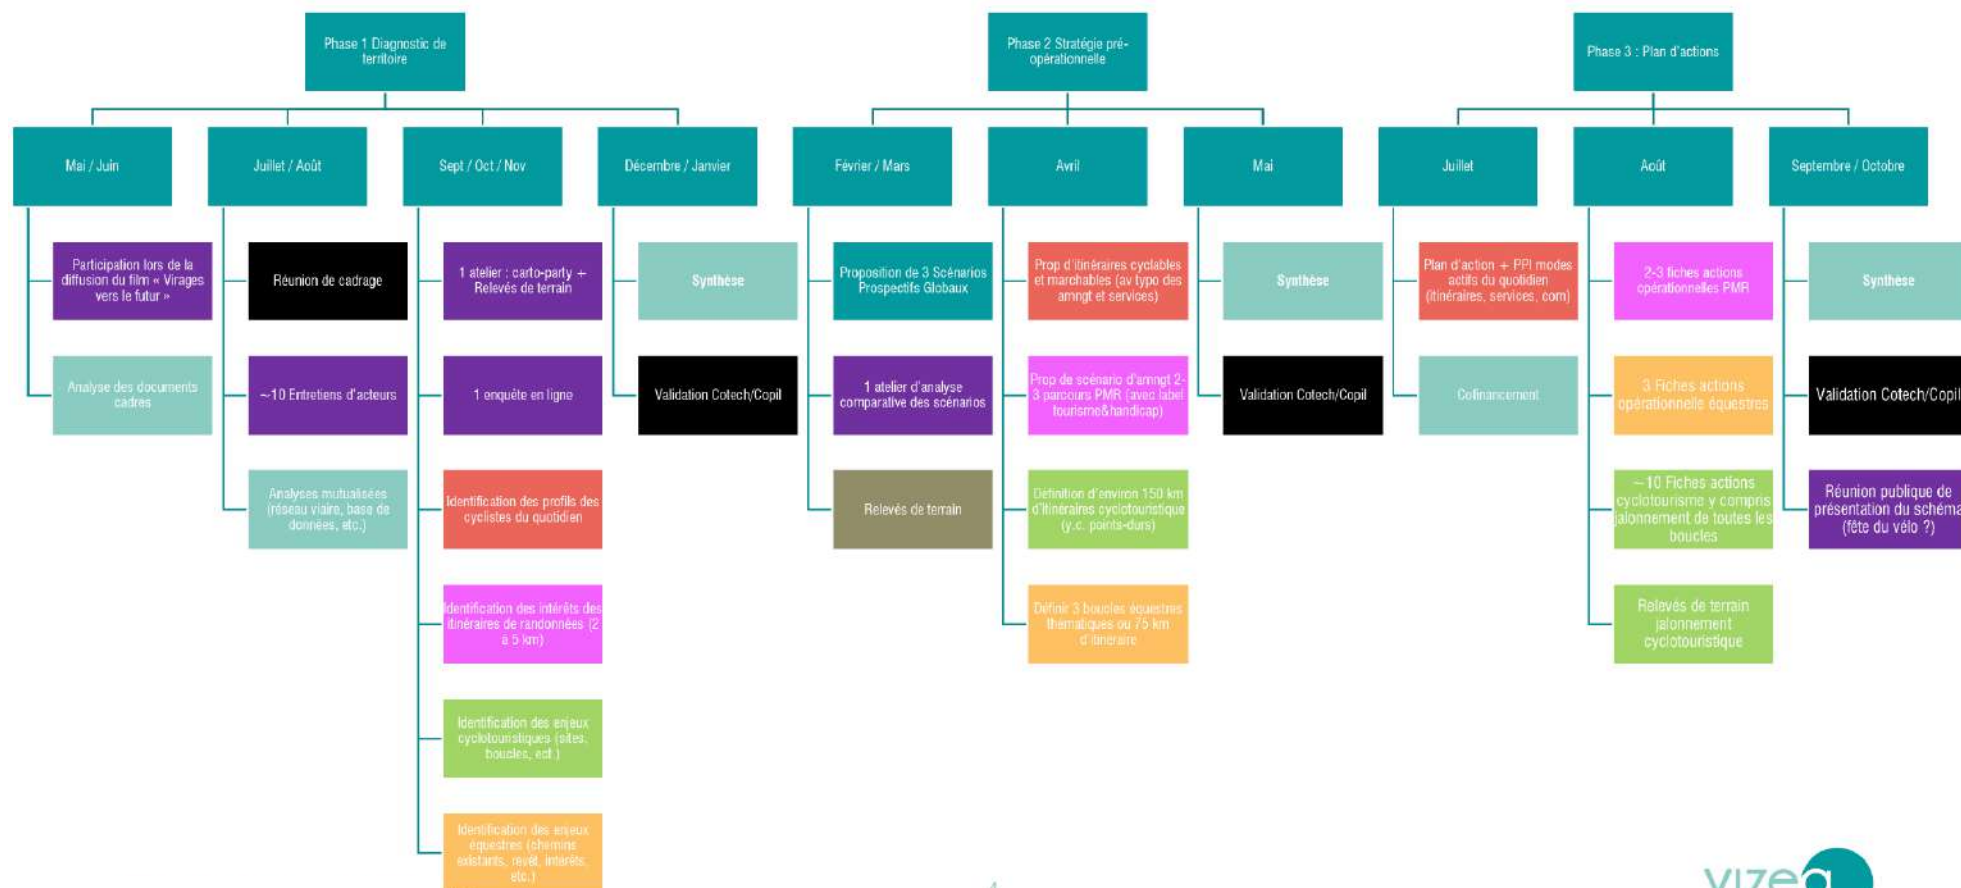 Phase 1 Diagnostic de
territoire
Phase 2 Stratégie pré-
opérationnelle
Phase 3 : Plan d'actions
Mai / Juin
Juillet / Août
Sept / Oct / Nov
Décembre / Janvier
Février / Mars
Avril
Mai
Juillet
Août
Septembre / Octobre
Participation lors de la
diffusion du film « Virages
vers le futur »
Analyse des documents
cadres
Réunion de cadrage
~10 Entretiens d'acteurs
Analyses mutualisées
(réseau viaire, base de
données, etc.)
1 atelier : carto-party +
Relevés de terrain
1 enquête en ligne
Identification des profils des
cyclistes du quotidien
Identification des intérêts des
itinéraires de randonnées (2
à 5 km)
Identification des enjeux
cyclotouristiques (sites,
boucles, ect.)
Identification des enjeux
équestres (chemins
existants, revêt, intérêts,
etc.)
Synthèse
Validation Cotech/Copil
Proposition de 3 Scénarios
Prospectifs Globaux
1 atelier d'analyse
comparative des scénarios
Relevés de terrain
Prop d'itinéraires cyclables
et marchables (av typo des
amngt et services)
Prop de scénario d'amngt 2-
3 parcours PMR (avec label
tourisme&handicap)
Définition d'environ 150 km
d'itinéraires cyclotouristique
(y.c. points-durs)
Définir 3 boucles équestres
thématiques ou 75 km
d'itinéraire
Synthèse
Validation Cotech/Copil
Plan d'action + PPI modes
actifs du quotidien
(itinéraires, services, com)
Cofinancement
2-3 fiches actions
opérationnelles PMR
3 Fiches actions
opérationnelle équestres
~10 Fiches actions
cyclotourisme y compris
jalonnement de toutes les
boucles
Relevés de terrain
jalonnement
cyclotouristique
Synthèse
Validation Cotech/Copil
Réunion publique de
présentation du schéma
(fête du vélo ?)
vizea